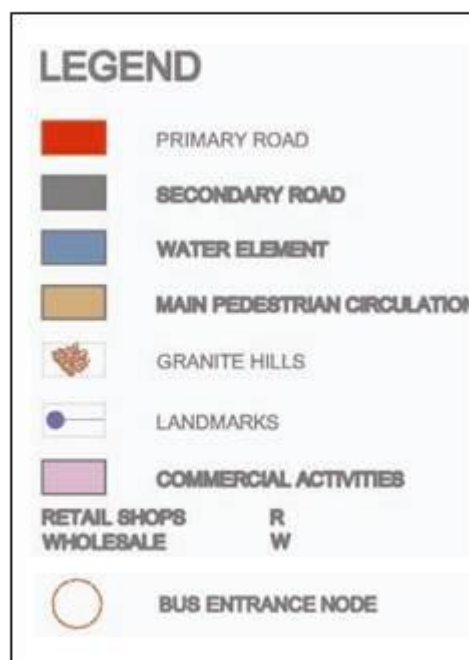 LEGEND
PRIMARY ROAD
SECONDARY ROAD
WATER ELEMENT
MAIN PEDESTRIAN CIRCULATION
GRANITE HILLS
LANDMARKS
COMMERCIAL ACTIVITIES
RETAIL SHOPS R
WHOLESALE W
BUS ENTRANCE NODE